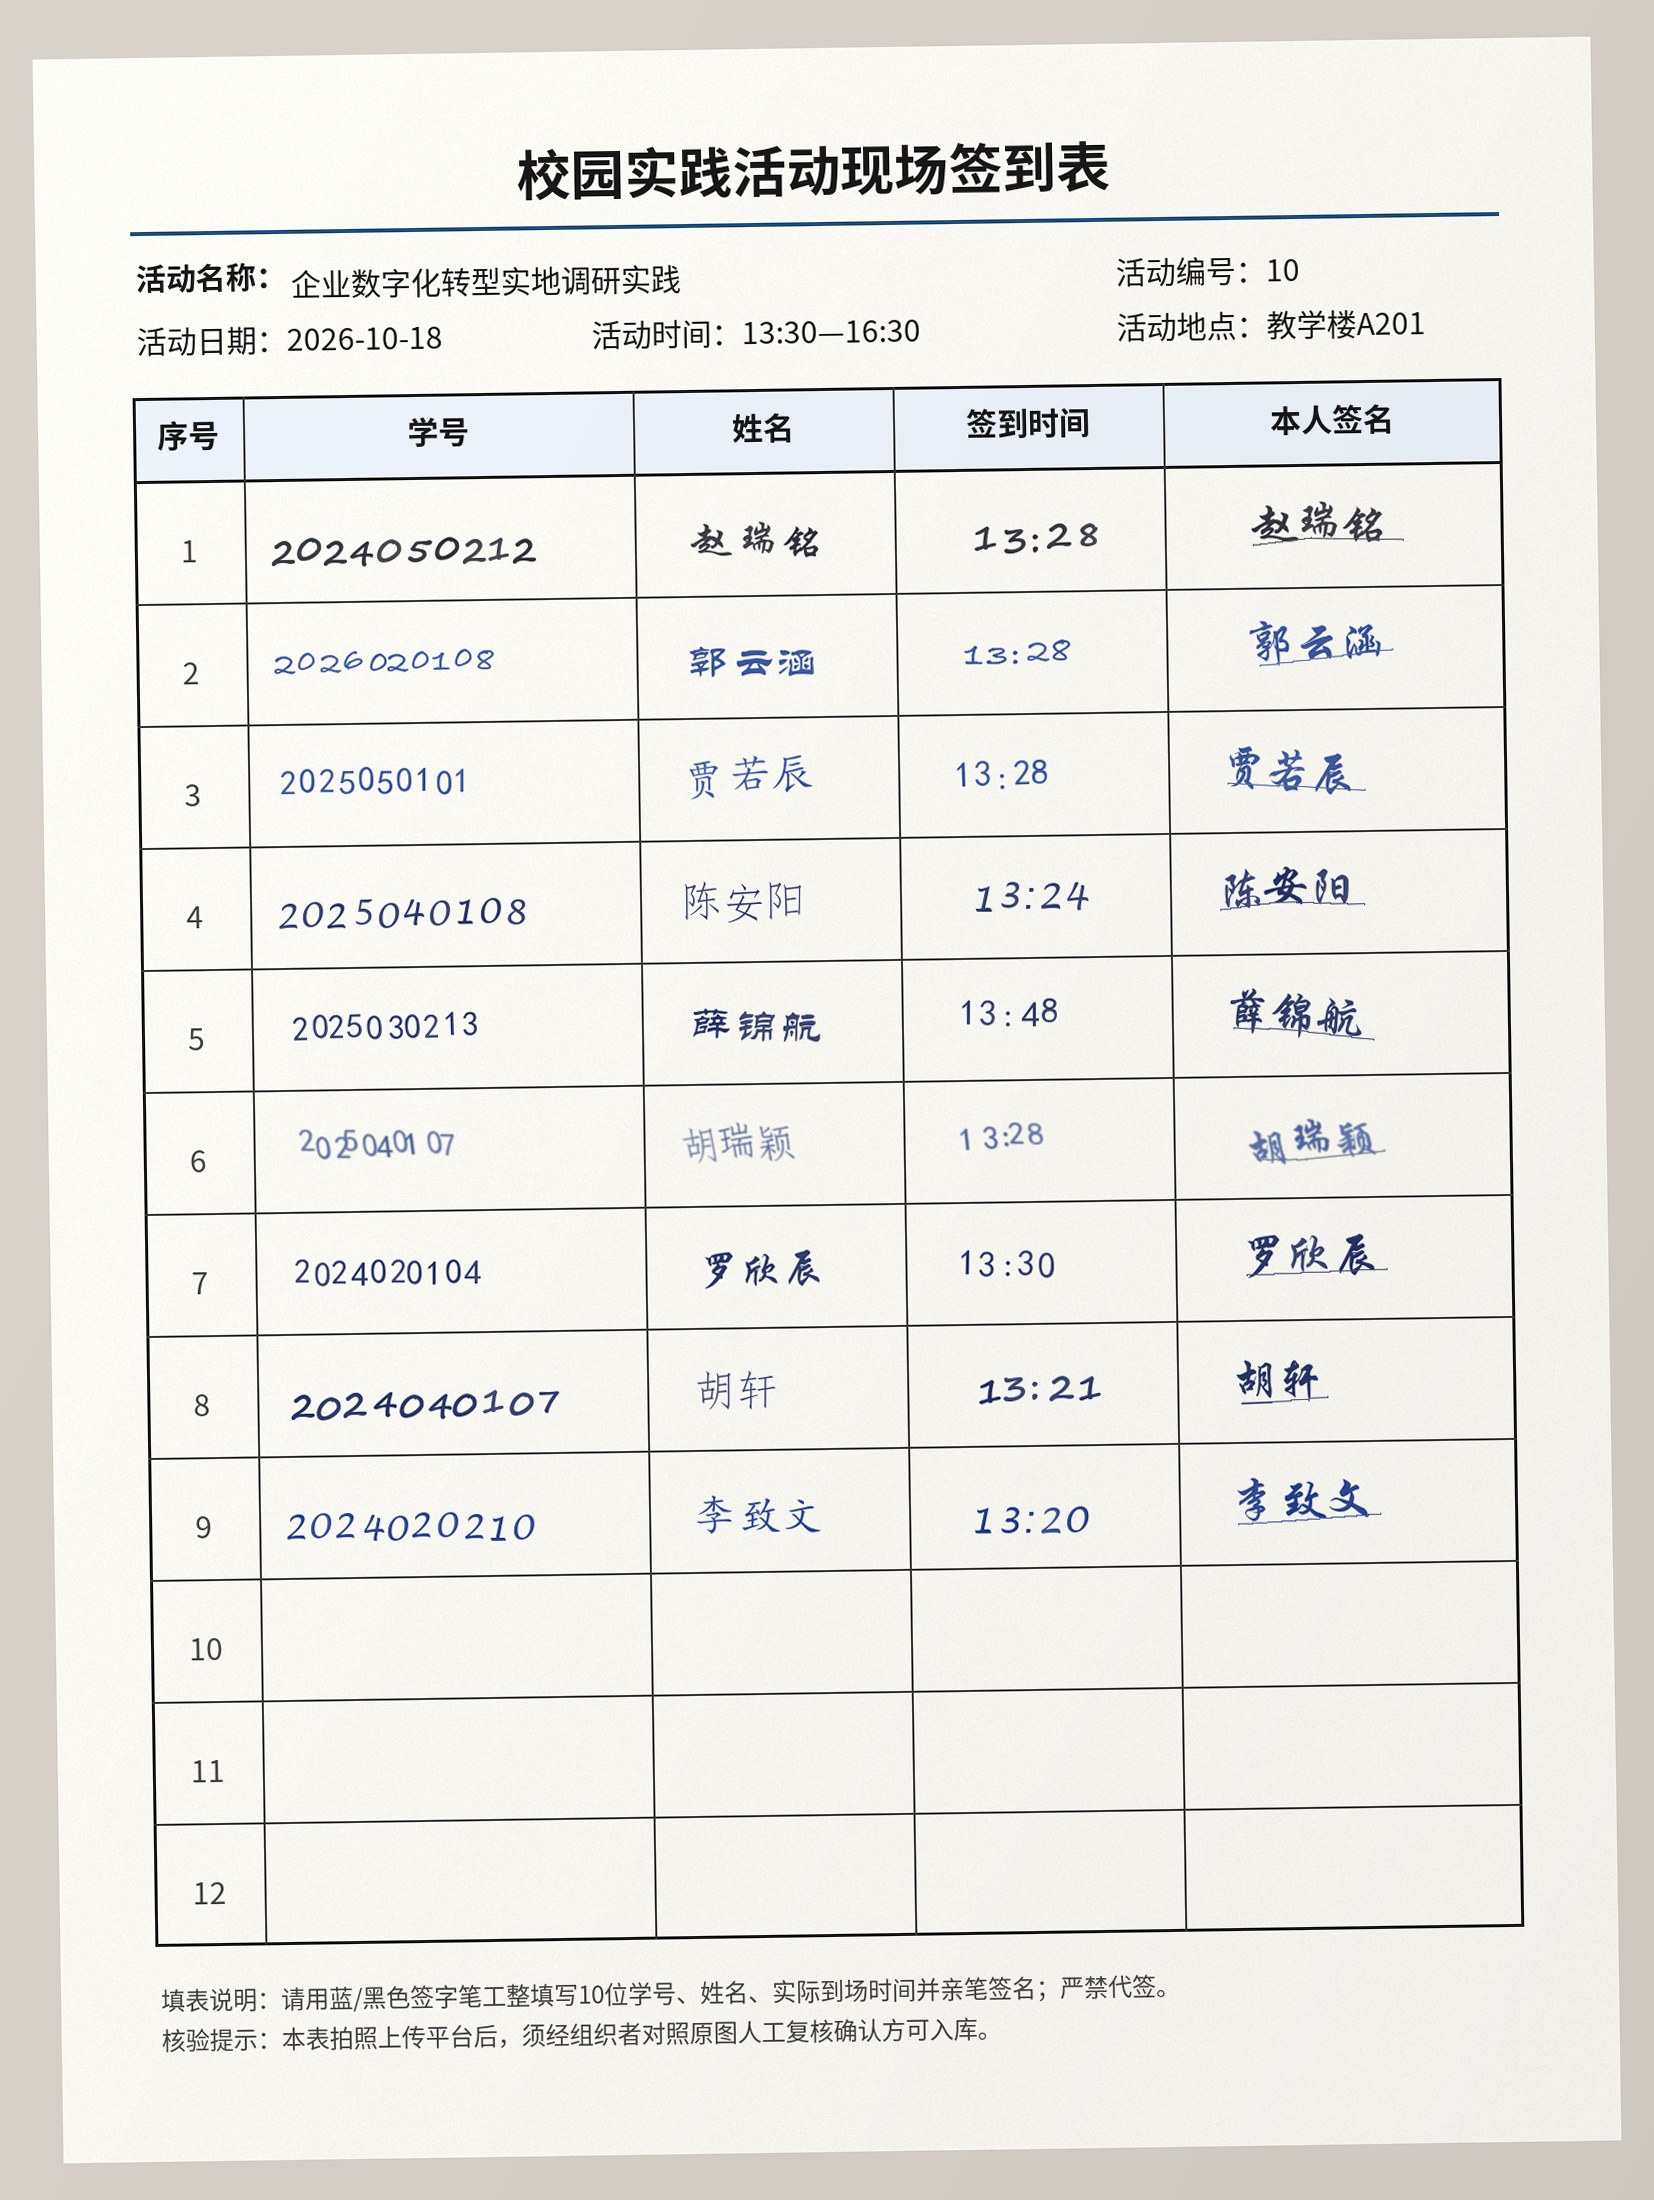 校园实践活动现场签到表
活动名称： 企业数字化转型实地调研实践 活动编号：10
活动日期：2026-10-18 活动时间：13:30—16:30 活动地点：教学楼A201
序号 学号 姓名 签到时间 本人签名
1 2024050212 赵瑞铭 13:28 赵瑞铭
2 2026020108 郭云涵 13:28 郭云涵
3 2025050101 贾若辰 13:28 贾若辰
4 2025040108 陈安阳 13:24 陈安阳
5 2025030213 薛锦航 13:48 薛锦航
6 2025040107 胡瑞颖 13:28 胡瑞颖
7 2024020104 罗欣辰 13:30 罗欣辰
8 2024040107 胡轩 13:21 胡轩
9 2024020210 李致文 13:20 李致文
10
11
12
填表说明：请用蓝/黑色签字笔工整填写10位学号、姓名、实际到场时间并亲笔签名；严禁代签。
核验提示：本表拍照上传平台后，须经组织者对照原图人工复核确认方可入库。